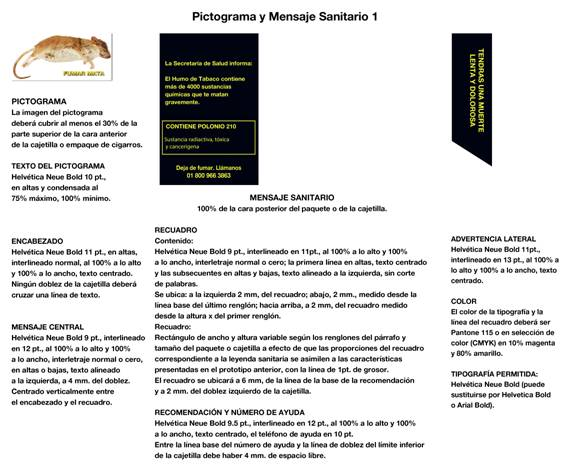 Pictograma y Mensaje Sanitario 1
FUMAR MATA
La Secretaría de Salud informa:
El Humo de Tabaco contiene
más de 4000 sustancias
químicas que te matan
gravemente.
CONTIENE POLONIO 210
Sustancia radiactiva, tóxica
y cancerígena
Deja de fumar. Llámanos
01 800 966 3863
TENDRAS UNA MUERTE
LENTA Y DOLOROSA
PICTOGRAMA
La imagen del pictograma
deberá cubrir al menos el 30% de la
parte superior de la cara anterior
de la cajetilla o empaque de cigarros.
TEXTO DEL PICTOGRAMA
Helvética Neue Bold 10 pt.,
en altas y condensada al
75% máximo, 100% mínimo.
MENSAJE SANITARIO
100% de la cara posterior del paquete o de la cajetilla.
ENCABEZADO
Helvética Neue Bold 11 pt., en altas,
interlineado normal, al 100% a lo alto
y 100% a lo ancho, texto centrado.
Ningún doblez de la cajetilla deberá
cruzar una línea de texto.
MENSAJE CENTRAL
Helvética Neue Bold 9 pt., interlineado
en 12 pt., al 100% a lo alto y 100%
a lo ancho, interletraje normal o cero,
en altas o bajas, texto alineado
a la izquierda, a 4 mm. del doblez.
Centrado verticalmente entre
el encabezado y el recuadro.
RECUADRO
Contenido:
Helvética Neue Bold 9 pt., interlineado en 11pt., al 100% a lo alto y 100%
a lo ancho, interletraje normal o cero; la primera línea en altas, texto centrado
y las subsecuentes en altas y bajas, texto alineado a la izquierda, sin corte
de palabras.
Se ubica: a la izquierda 2 mm, del recuadro; abajo, 2 mm., medido desde la
línea base del último renglón; hacia arriba, a 2 mm, del recuadro medido
desde la altura x del primer renglón.
Recuadro:
Rectángulo de ancho y altura variable según los renglones del párrafo y
tamaño del paquete o cajetilla a efecto de que las proporciones del recuadro
correspondiente a la leyenda sanitaria se asimilen a las características
presentadas en el prototipo anterior, con la línea de 1pt. de grosor.
El recuadro se ubicará a 6 mm, de la línea de la base de la recomendación
y a 2 mm. del doblez izquierdo de la cajetilla.
RECOMENDACIÓN Y NÚMERO DE AYUDA
Helvética Neue Bold 9.5 pt., interlineado en 12 pt., al 100% a lo alto y 100%
a lo ancho, texto centrado, el teléfono de ayuda en 10 pt.
Entre la línea base del número de ayuda y la línea de doblez del límite inferior
de la cajetilla debe haber 4 mm. de espacio libre.
ADVERTENCIA LATERAL
Helvética Neue Bold 11pt.,
interlineado en 13 pt., al 100% a
lo alto y 100% a lo ancho, texto
centrado.
COLOR
El color de la tipografía y la
línea del recuadro deberá ser
Pantone 115 o en selección de
color (CMYK) en 10% magenta
y 80% amarillo.
TIPOGRAFÍA PERMITIDA:
Helvética Neue Bold (puede
sustituirse por Helvetica Bold
o Arial Bold).